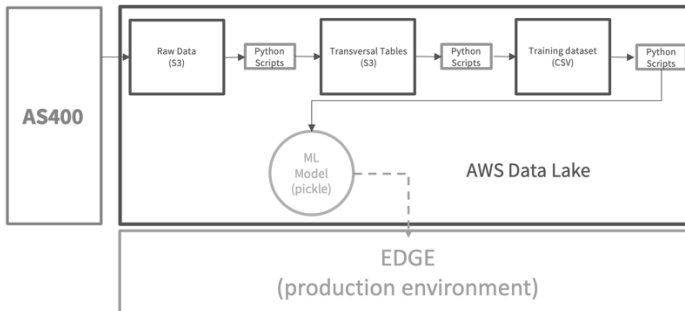 AS400
Raw Data
(S3)
Python
Scripts
Transversal Tables
(S3)
Python
Scripts
Training dataset
(CSV)
Python
Scripts
ML
Model
(pickle)
AWS Data Lake
EDGE
(production environment)